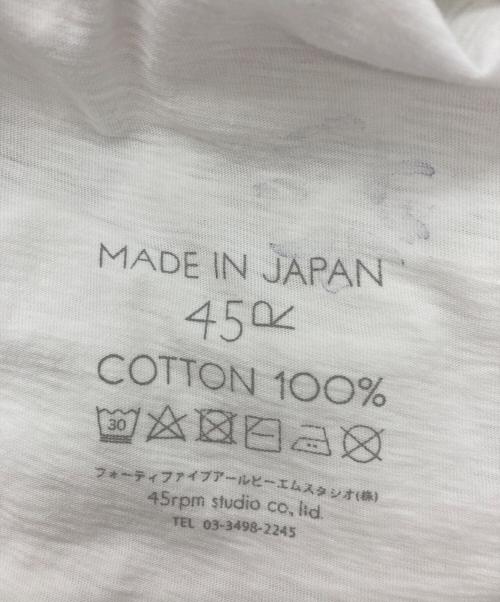 MADE IN JAPAN
45R
COTTON 100%
30
フォーティファイブアールピーエムスタジオ(株)
45rpm studio co., ltd.
TEL 03-3498-2245